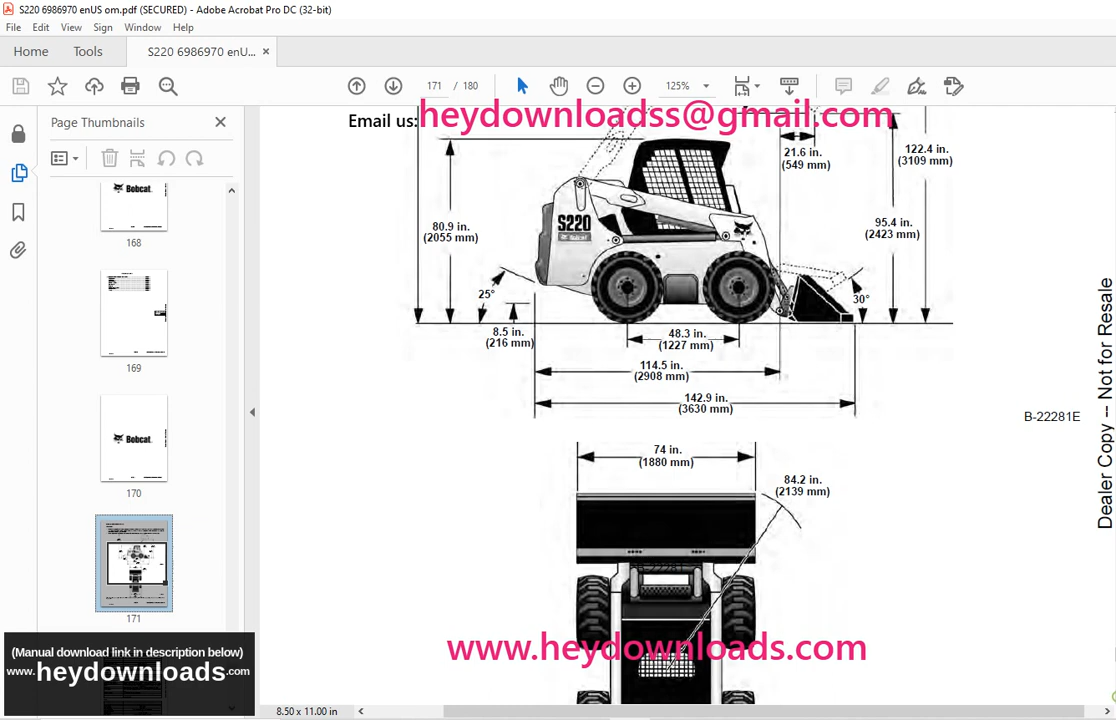 S220 6986970 enUS om.pdf (SECURED) - Adobe Acrobat Pro DC (32-bit)
File Edit View Sign Window Help
Home Tools S220 6986970 enU... ×
171 / 180 125%
Page Thumbnails
Bobcat
168
169
Bobcat
170
171
Email us:heydownloadss@gmail.com
21.6 in.
(549 mm)
122.4 in.
(3109 mm)
80.9 in.
(2055 mm)
95.4 in.
(2423 mm)
S220
Bobcat
25°
30°
8.5 in.
(216 mm)
48.3 in.
(1227 mm)
114.5 in.
(2908 mm)
142.9 in.
(3630 mm)
B-22281E
Dealer Copy -- Not for Resale
74 in.
(1880 mm)
84.2 in.
(2139 mm)
www.heydownloads.com
(Manual download link in description below)
www.heydownloads.com
8.50 x 11.00 in